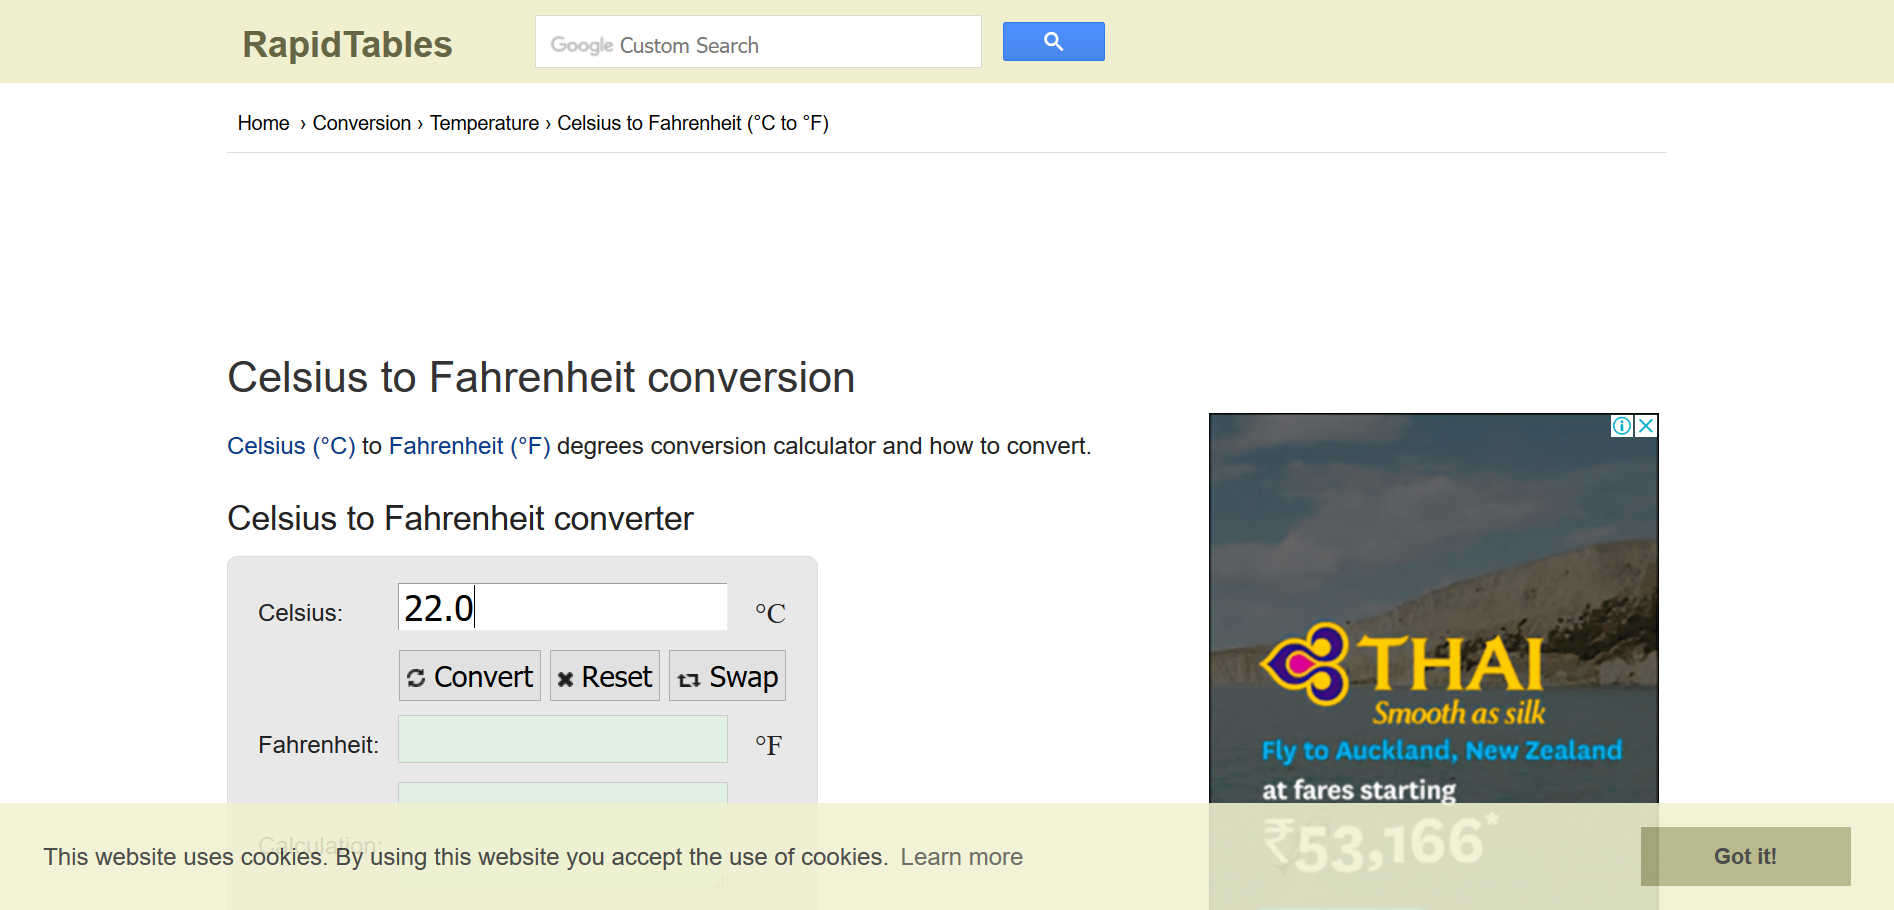 RapidTables
Google Custom Search
Home › Conversion › Temperature › Celsius to Fahrenheit (°C to °F)
Celsius to Fahrenheit conversion
Celsius (°C) to Fahrenheit (°F) degrees conversion calculator and how to convert.
Celsius to Fahrenheit converter
Celsius: 22.0 °C
Convert Reset Swap
Fahrenheit: °F
Calculation:
THAI
Smooth as silk
Fly to Auckland, New Zealand
at fares starting
₹53,166*
This website uses cookies. By using this website you accept the use of cookies. Learn more
Got it!